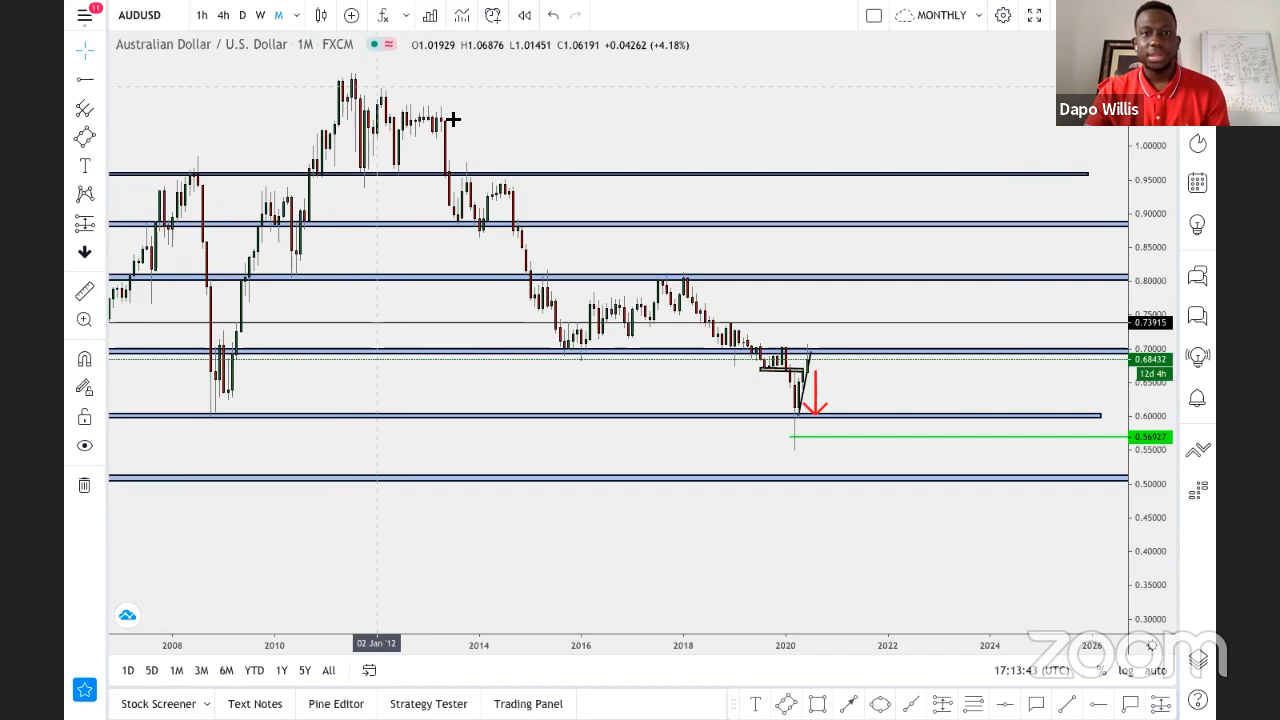 11
AUDUSD
1h 4h D W M
MONTHLY
Australian Dollar / U.S. Dollar · 1M · FXCM
O1.01929 H1.06876 L1.01451 C1.06191 +0.04262 (+4.18%)
Dapo Willis
1.00000
0.95000
0.90000
0.85000
0.80000
0.75000
0.73915
0.70000
0.68432
12d 4h
0.65000
0.60000
0.56927
0.55000
0.50000
0.45000
0.40000
0.35000
0.30000
2008 2010 02 Jan '12 2014 2016 2018 2020 2022 2024 2026
zoom
1D 5D 1M 3M 6M YTD 1Y 5Y All
17:13:43 (UTC) % log auto
Stock Screener Text Notes Pine Editor Strategy Tester Trading Panel